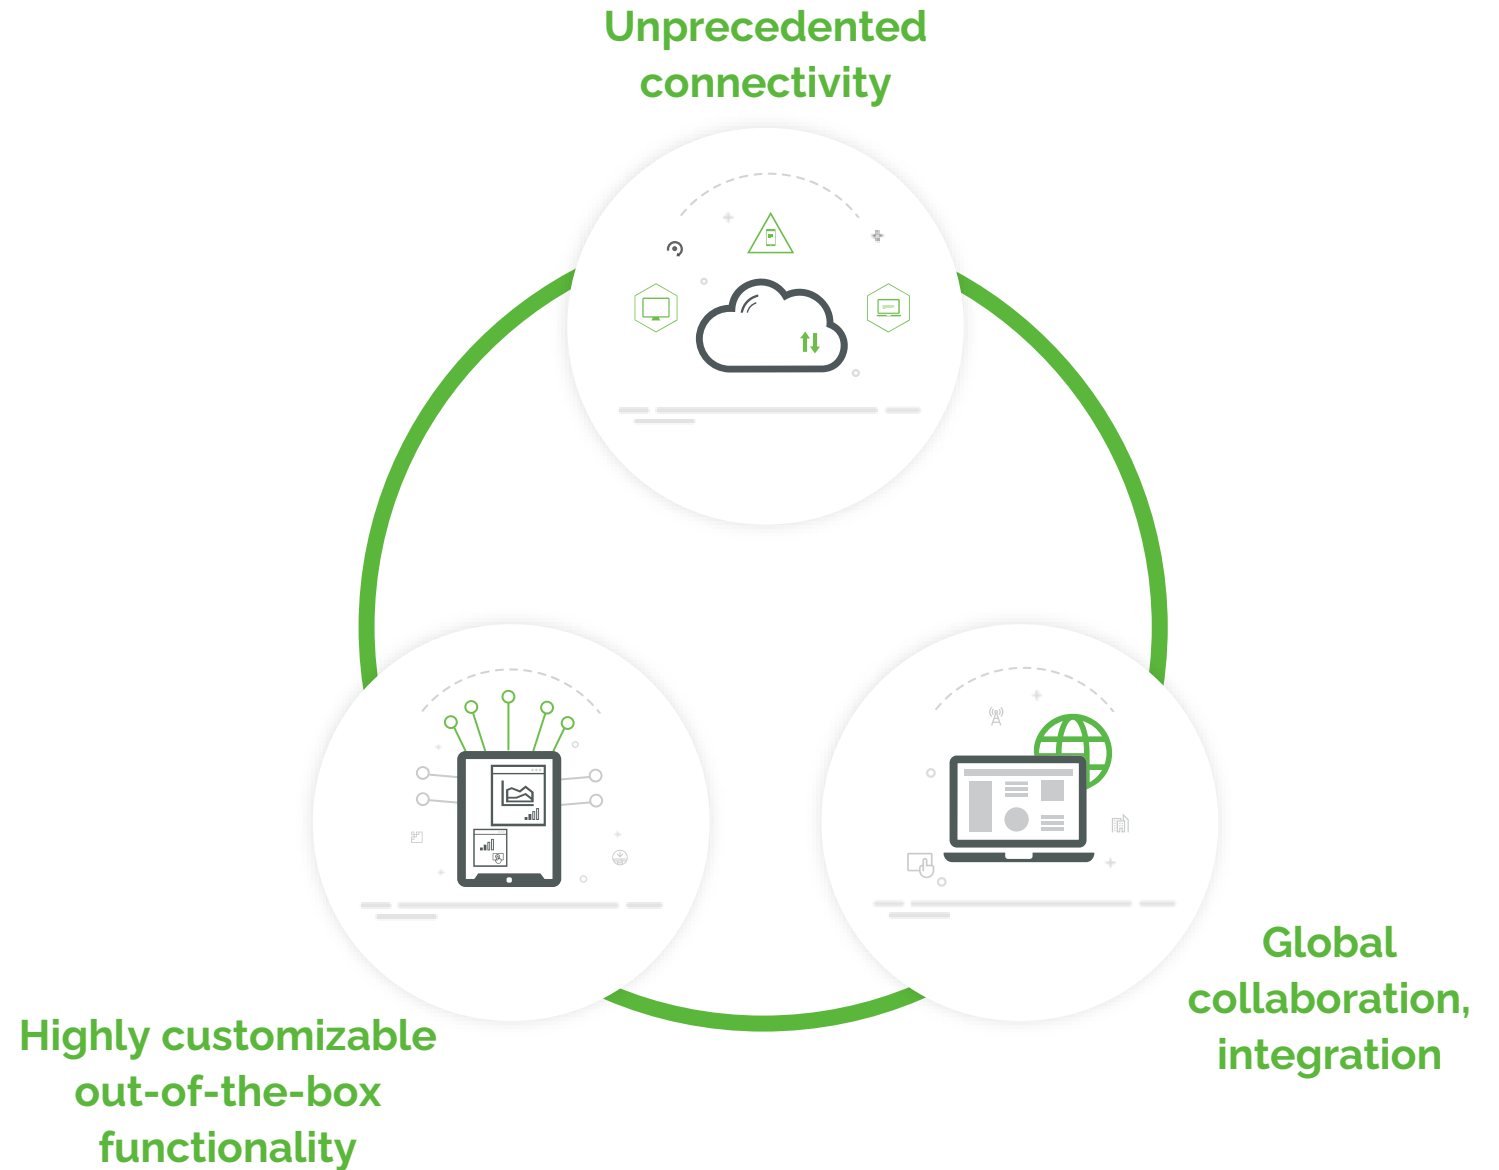 Unprecedented
connectivity
Global
collaboration,
integration
Highly customizable
out-of-the-box
functionality